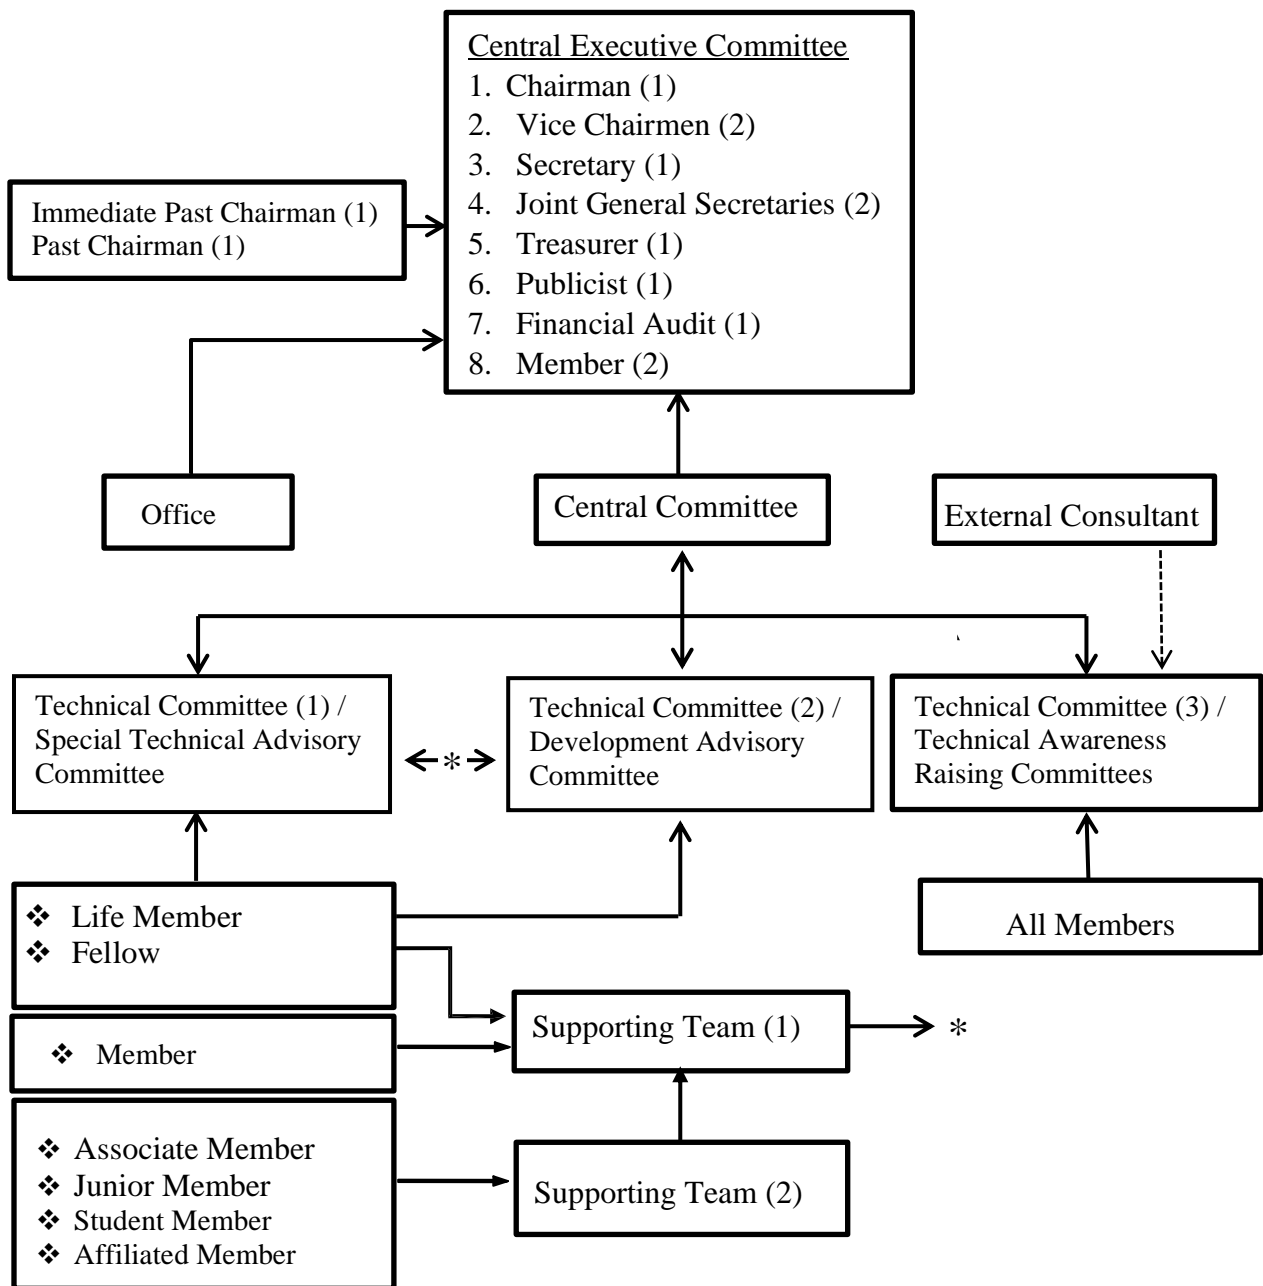 Central Executive Committee
1. Chairman (1)
2. Vice Chairmen (2)
3. Secretary (1)
4. Joint General Secretaries (2)
5. Treasurer (1)
6. Publicist (1)
7. Financial Audit (1)
8. Member (2)
Immediate Past Chairman (1)
Past Chairman (1)
Office
Central Committee
External Consultant
Technical Committee (1) /
Special Technical Advisory
Committee
*
Technical Committee (2) /
Development Advisory
Committee
Technical Committee (3) /
Technical Awareness
Raising Committees
❖ Life Member
❖ Fellow
All Members
❖ Member
Supporting Team (1)
*
❖ Associate Member
❖ Junior Member
❖ Student Member
❖ Affiliated Member
Supporting Team (2)